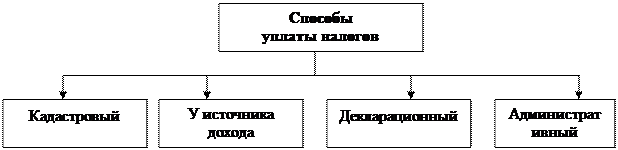 Способы
уплаты налогов
Кадастровый
У источника
дохода
Декларационный
Администрат
ивный